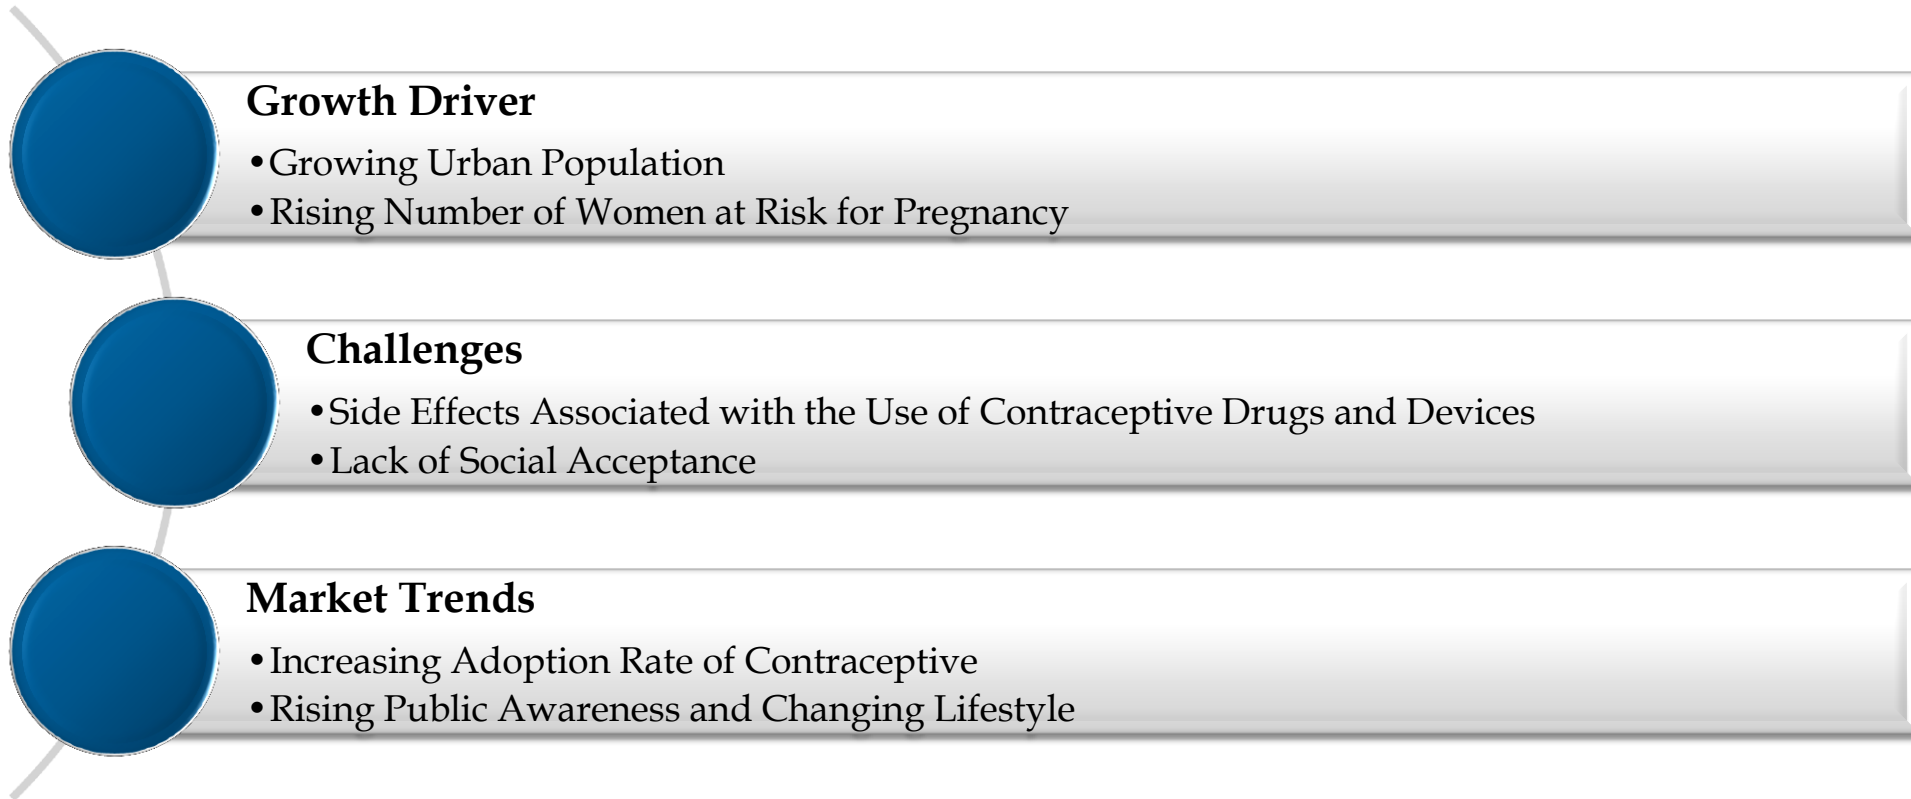 Growth Driver
•Growing Urban Population
•Rising Number of Women at Risk for Pregnancy
Challenges
•Side Effects Associated with the Use of Contraceptive Drugs and Devices
•Lack of Social Acceptance
Market Trends
•Increasing Adoption Rate of Contraceptive
•Rising Public Awareness and Changing Lifestyle